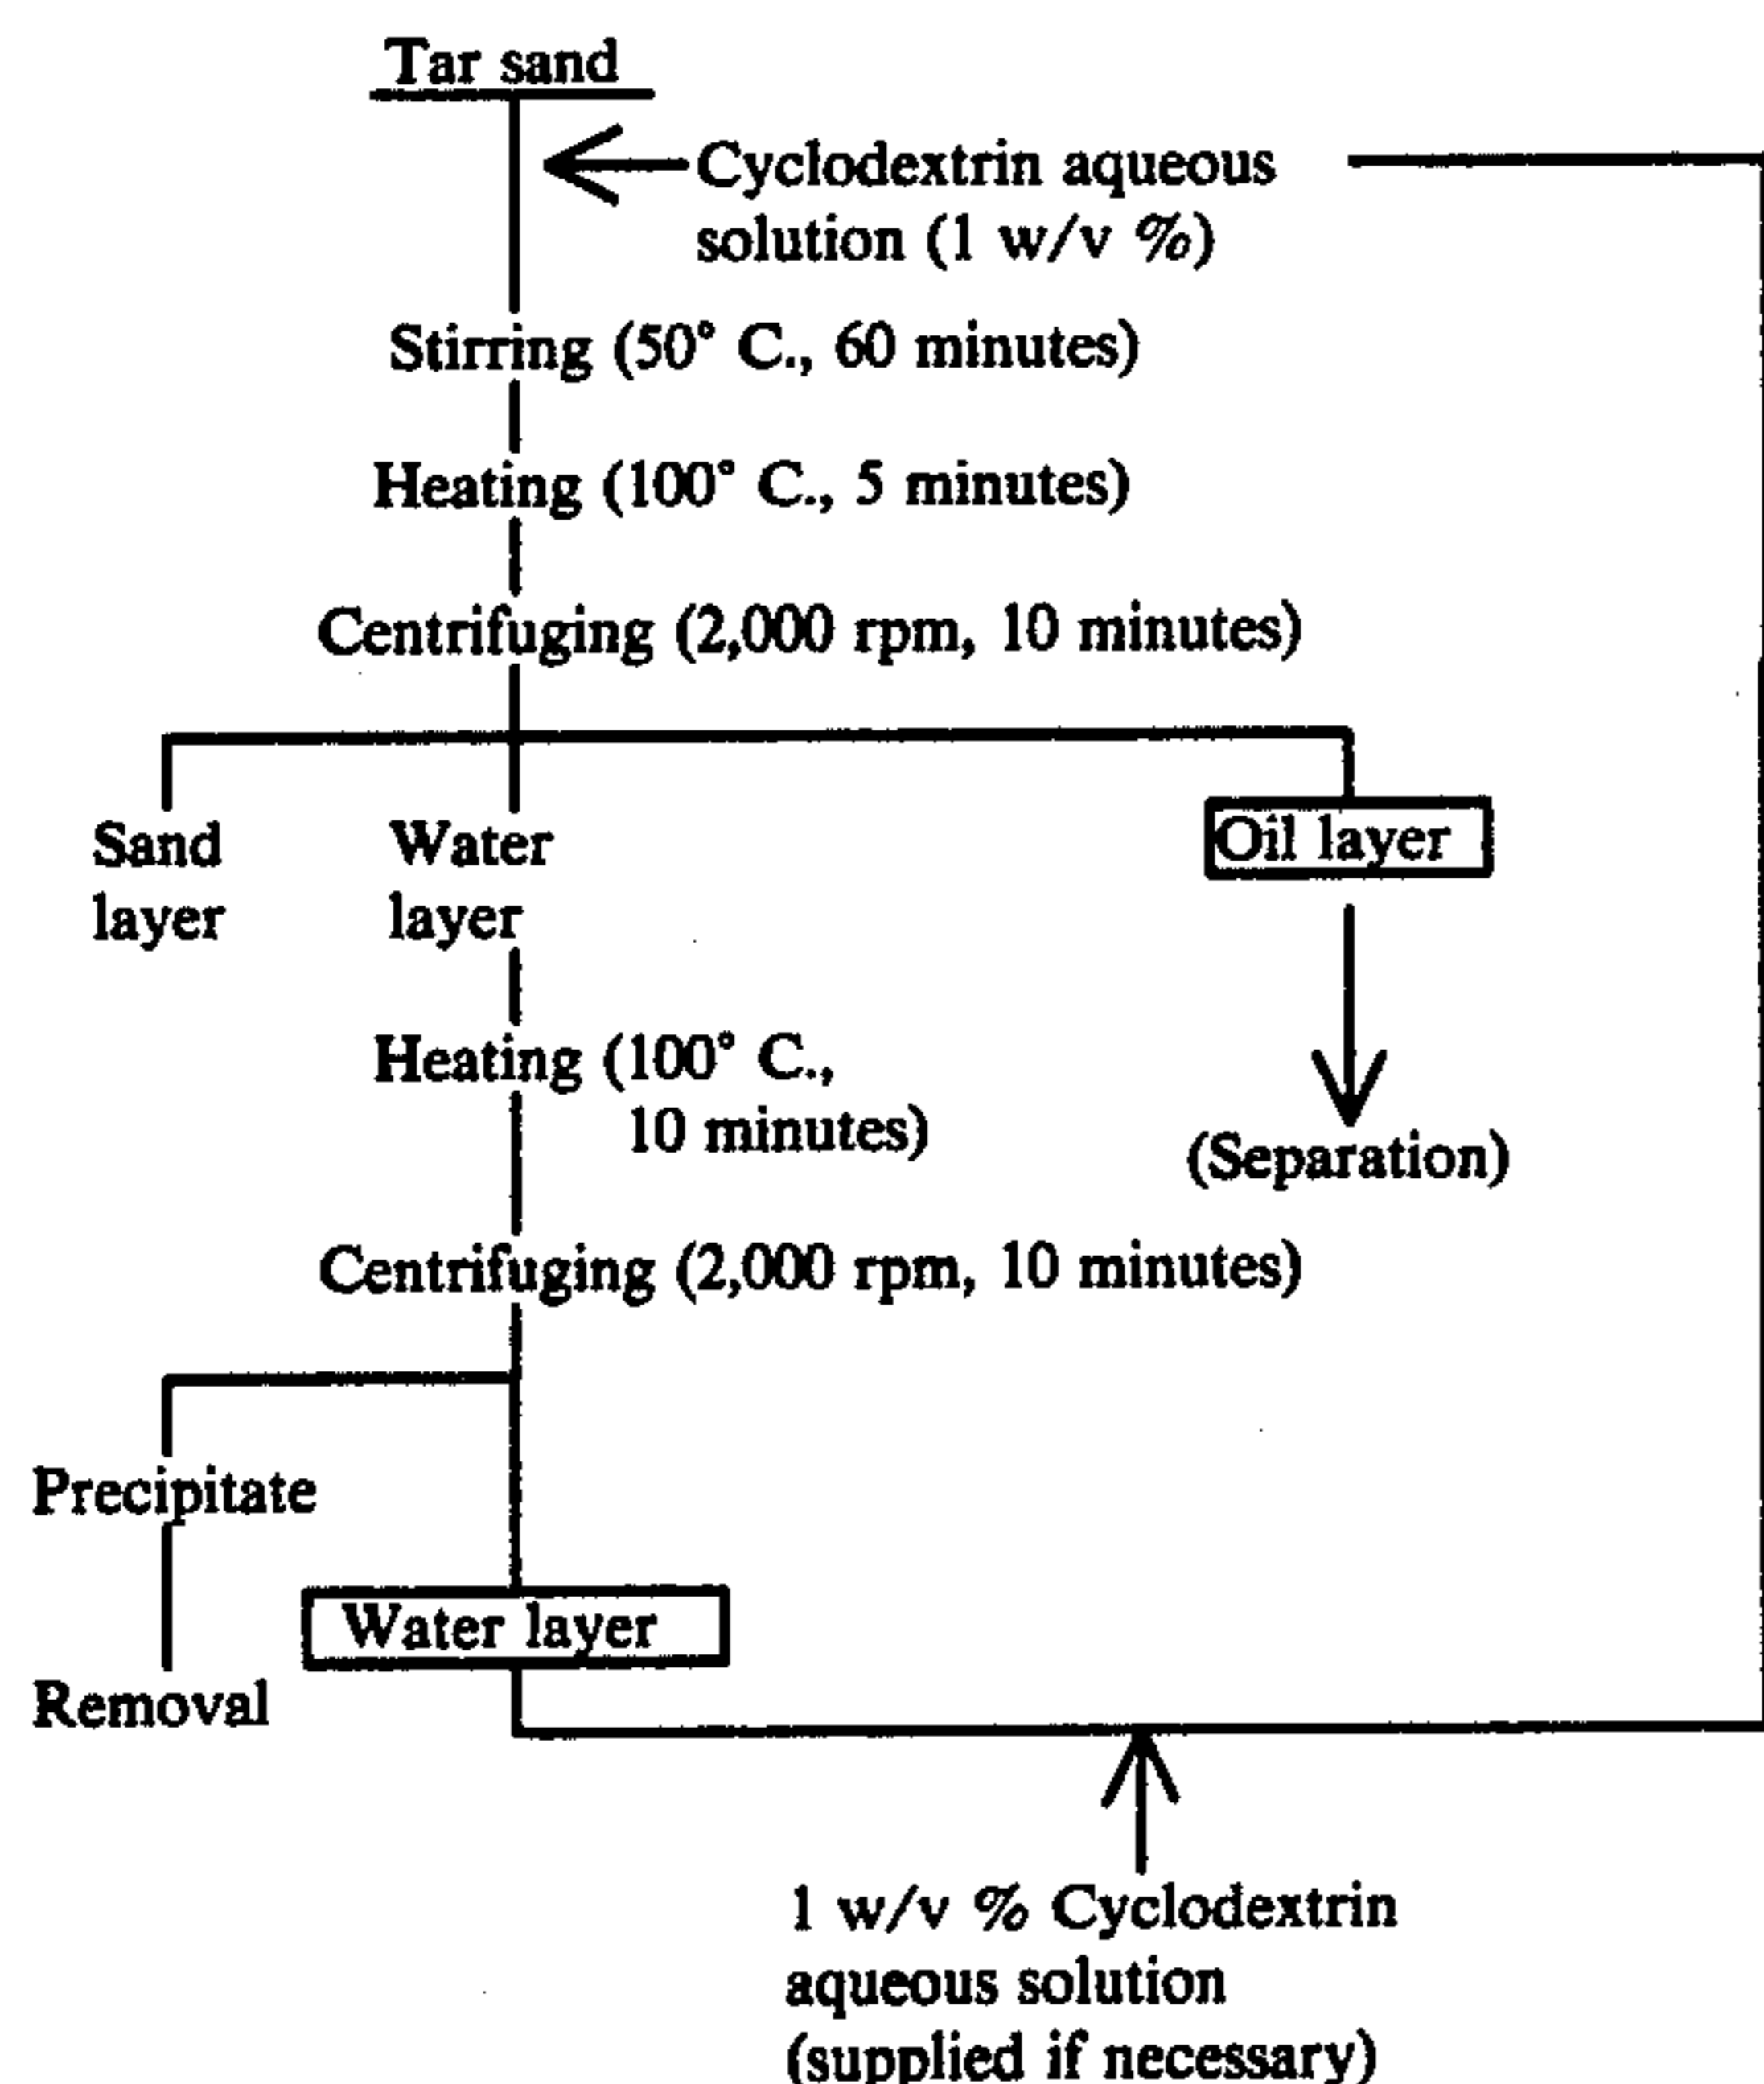 Tar sand
Cyclodextrin aqueous
solution (1 w/v %)
Stirring (50° C., 60 minutes)
Heating (100° C., 5 minutes)
Centrifuging (2,000 rpm, 10 minutes)
Sand
layer
Water
layer
Oil layer
Heating (100° C.,
10 minutes)
(Separation)
Centrifuging (2,000 rpm, 10 minutes)
Precipitate
Removal
Water layer
1 w/v % Cyclodextrin
aqueous solution
(supplied if necessary)